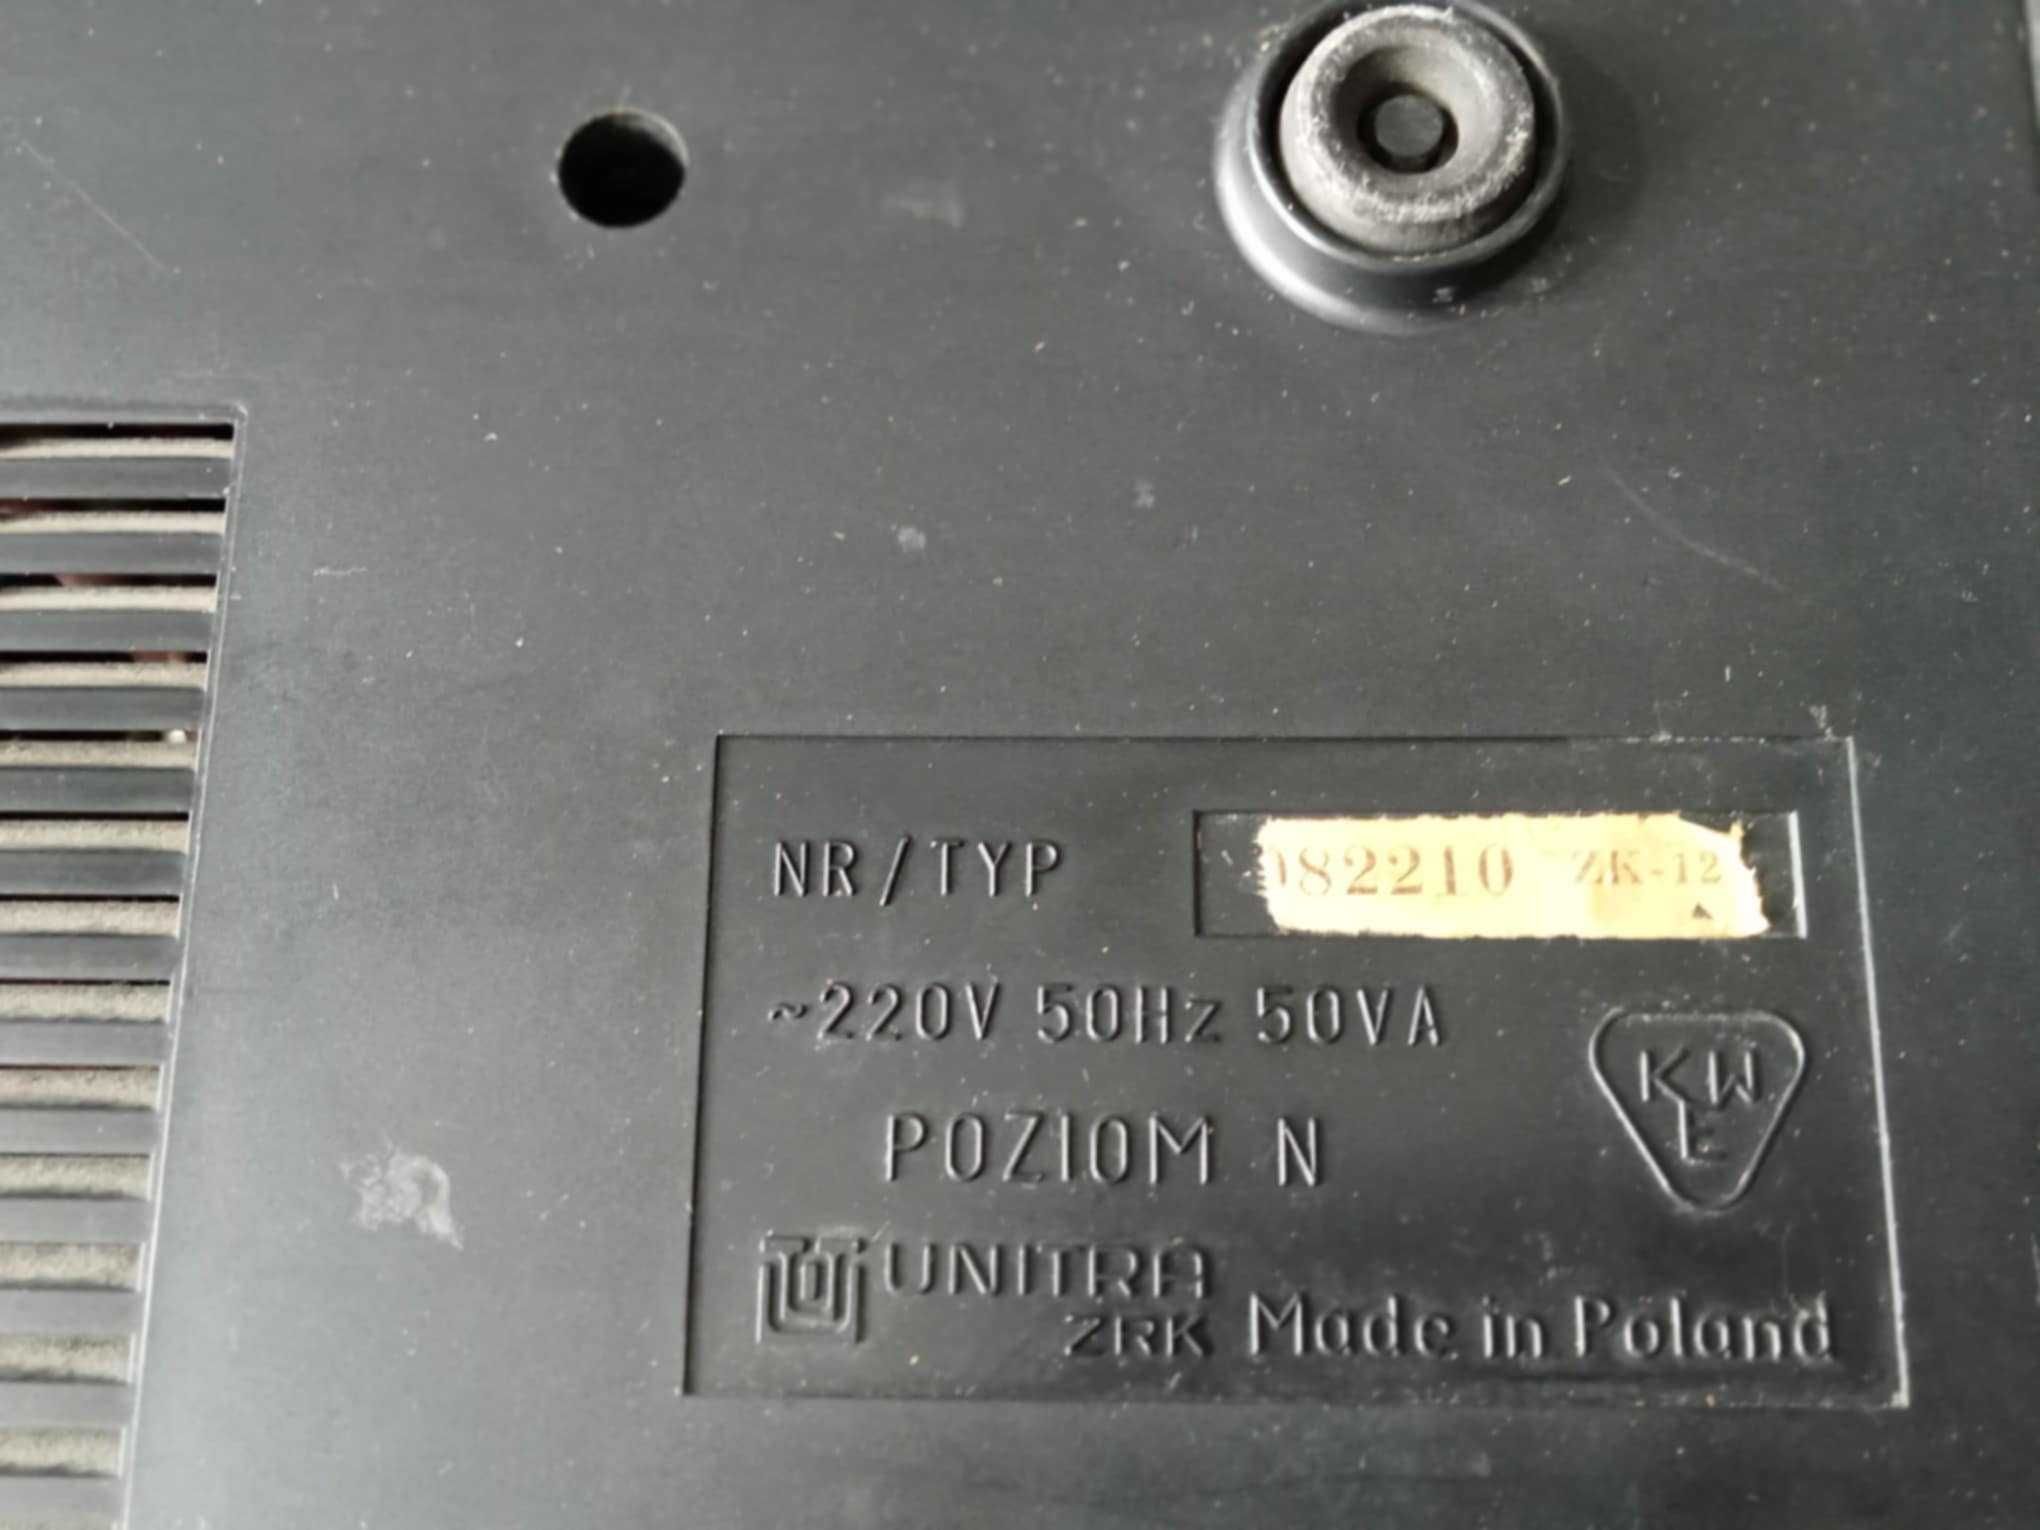 NR/TYP 082210 ZK-12
~220V 50Hz 50VA
KWE
POZIOM N
UNITRA
ZRK Made in Poland